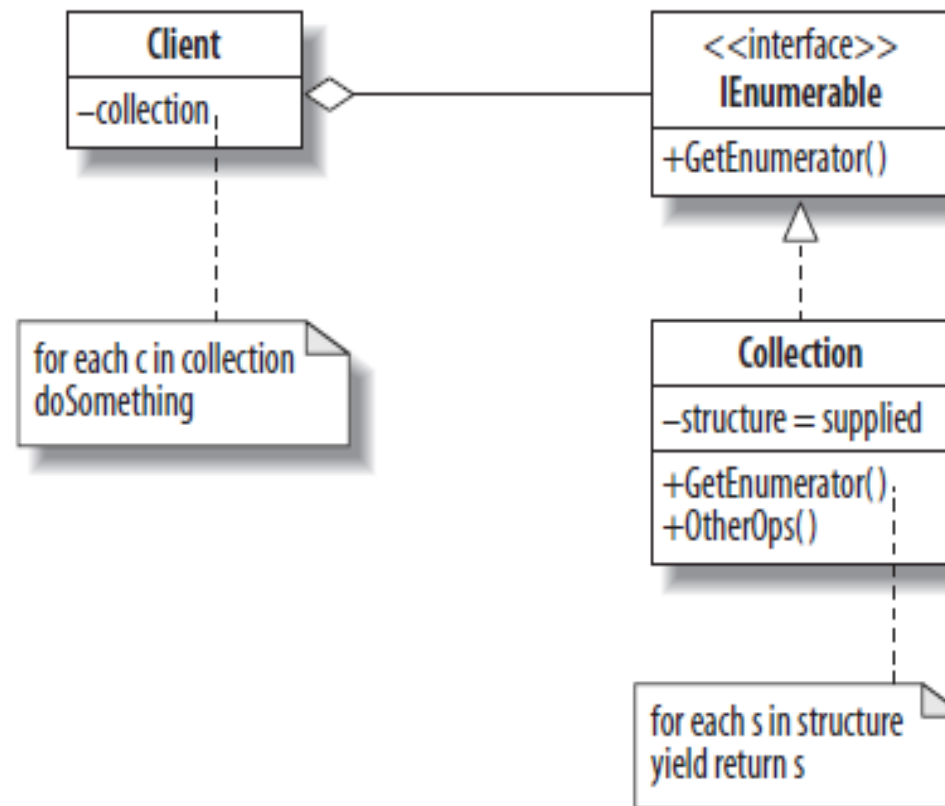 Client
–collection
<<interface>>
IEnumerable
+GetEnumerator( )
for each c in collection
doSomething
Collection
–structure = supplied
+GetEnumerator( )
+OtherOps( )
for each s in structure
yield return s